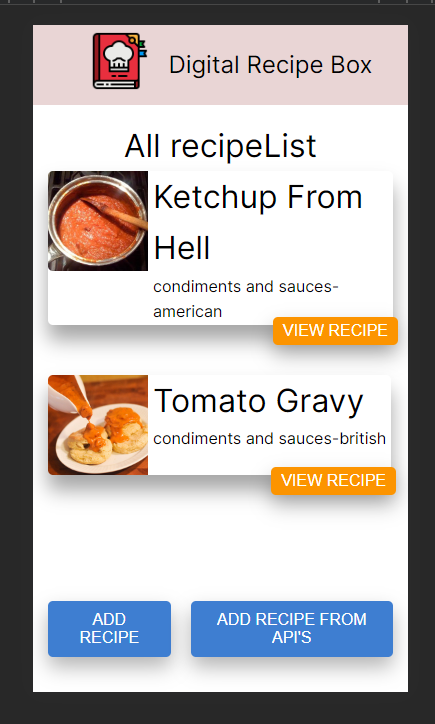 Digital Recipe Box
All recipeList
Ketchup From
Hell
condiments and sauces-
american
VIEW RECIPE
Tomato Gravy
condiments and sauces-british
VIEW RECIPE
ADD
RECIPE
ADD RECIPE FROM
API'S